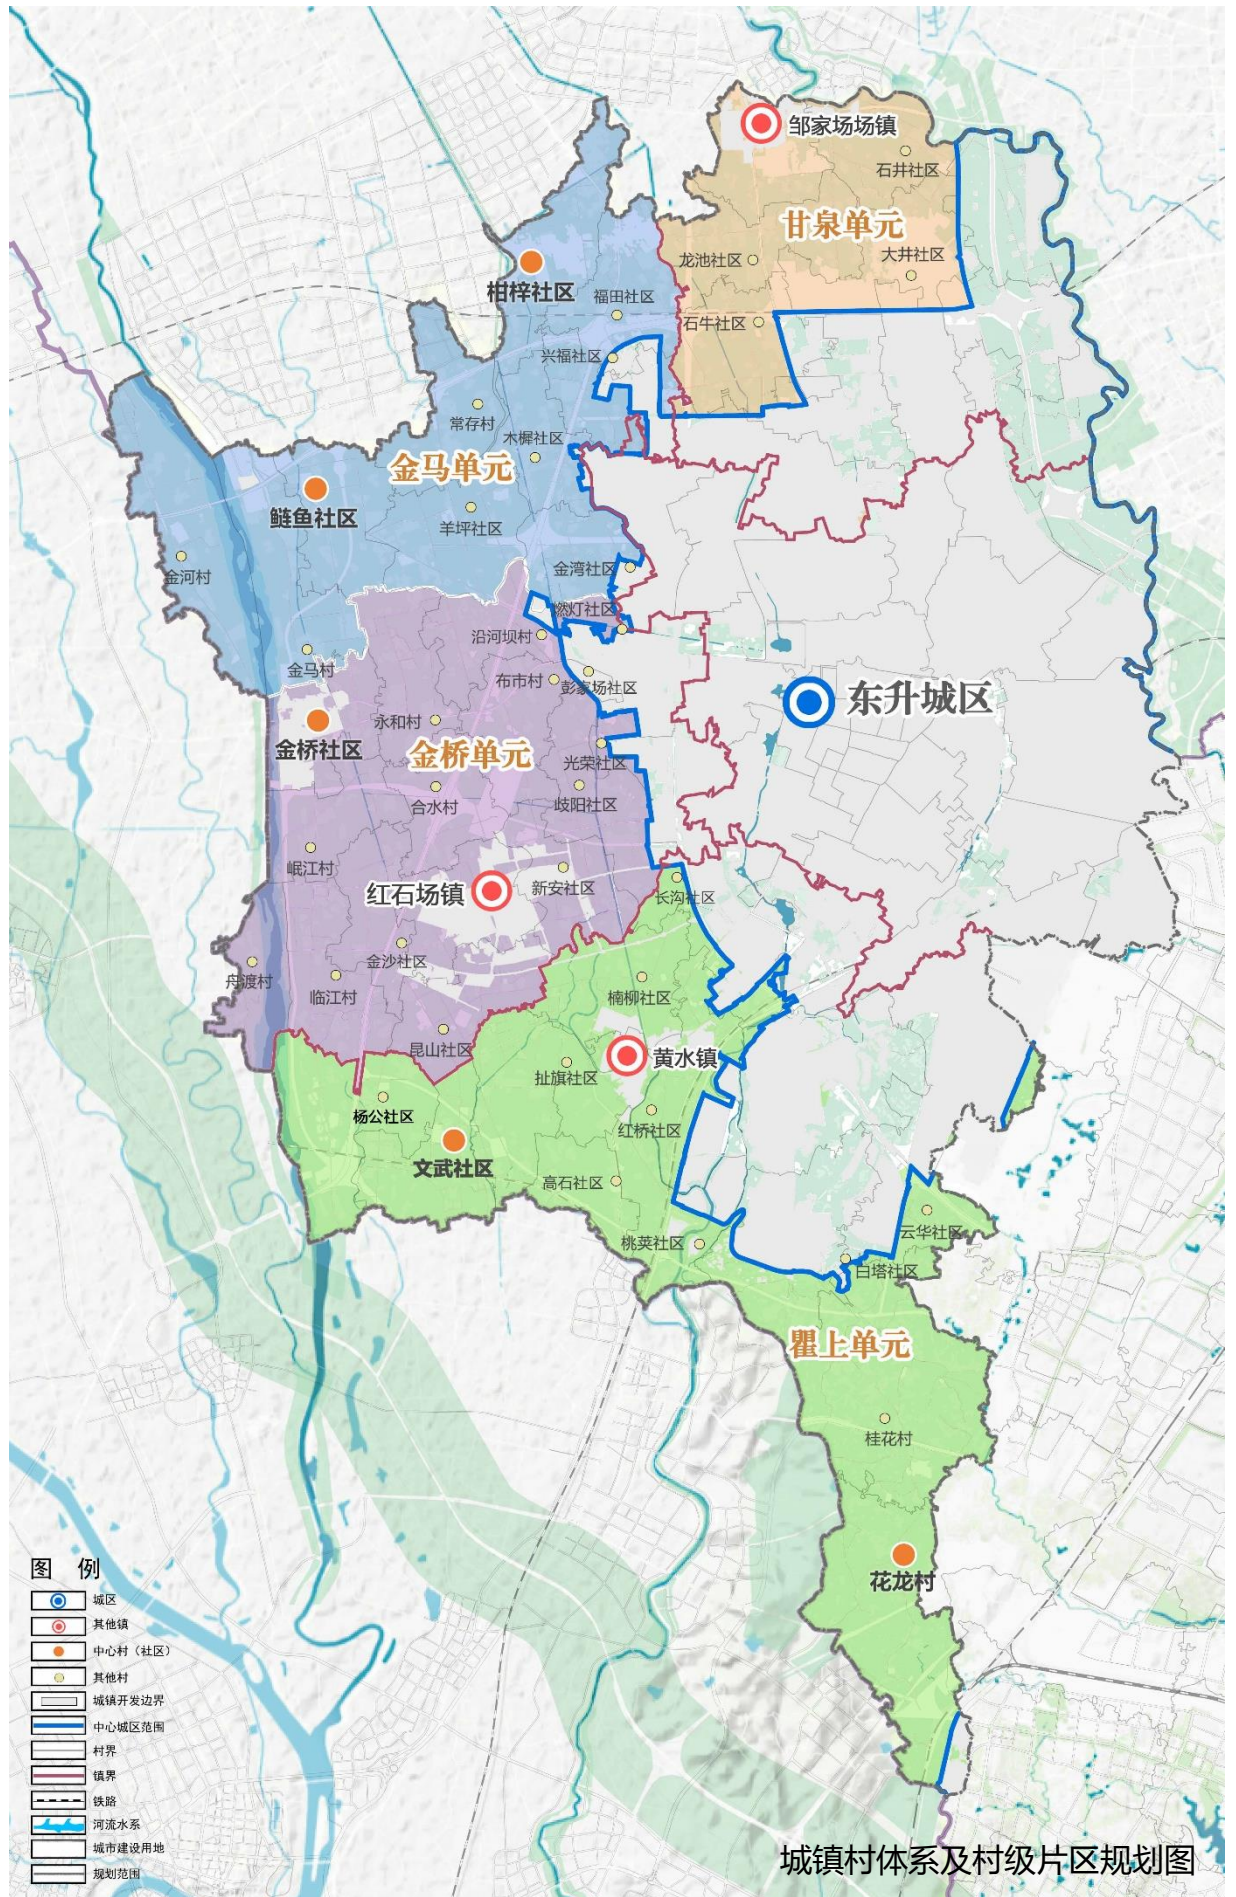 邹家场场镇
石井社区
甘泉单元
龙池社区
大井社区
柑梓社区
福田社区
石牛社区
兴福社区
常存村
木樨社区
金马单元
鲢鱼社区
羊坪社区
金河村
金湾社区
燃灯社区
沿河坝村
金马村
布市村
彭家场社区
东升城区
永和村
金桥社区
金桥单元
光荣社区
合水村
歧阳社区
岷江村
新安社区
红石场镇
长沟社区
金沙社区
舟渡村
临江村
楠柳社区
昆山社区
黄水镇
扯旗社区
杨公社区
红桥社区
文武社区
高石社区
云华社区
桃荚社区
白塔社区
瞿上单元
桂花村
花龙村
图 例
城区
其他镇
中心村（社区）
其他村
城镇开发边界
中心城区范围
村界
镇界
铁路
河流水系
城市建设用地
规划范围
城镇村体系及村级片区规划图